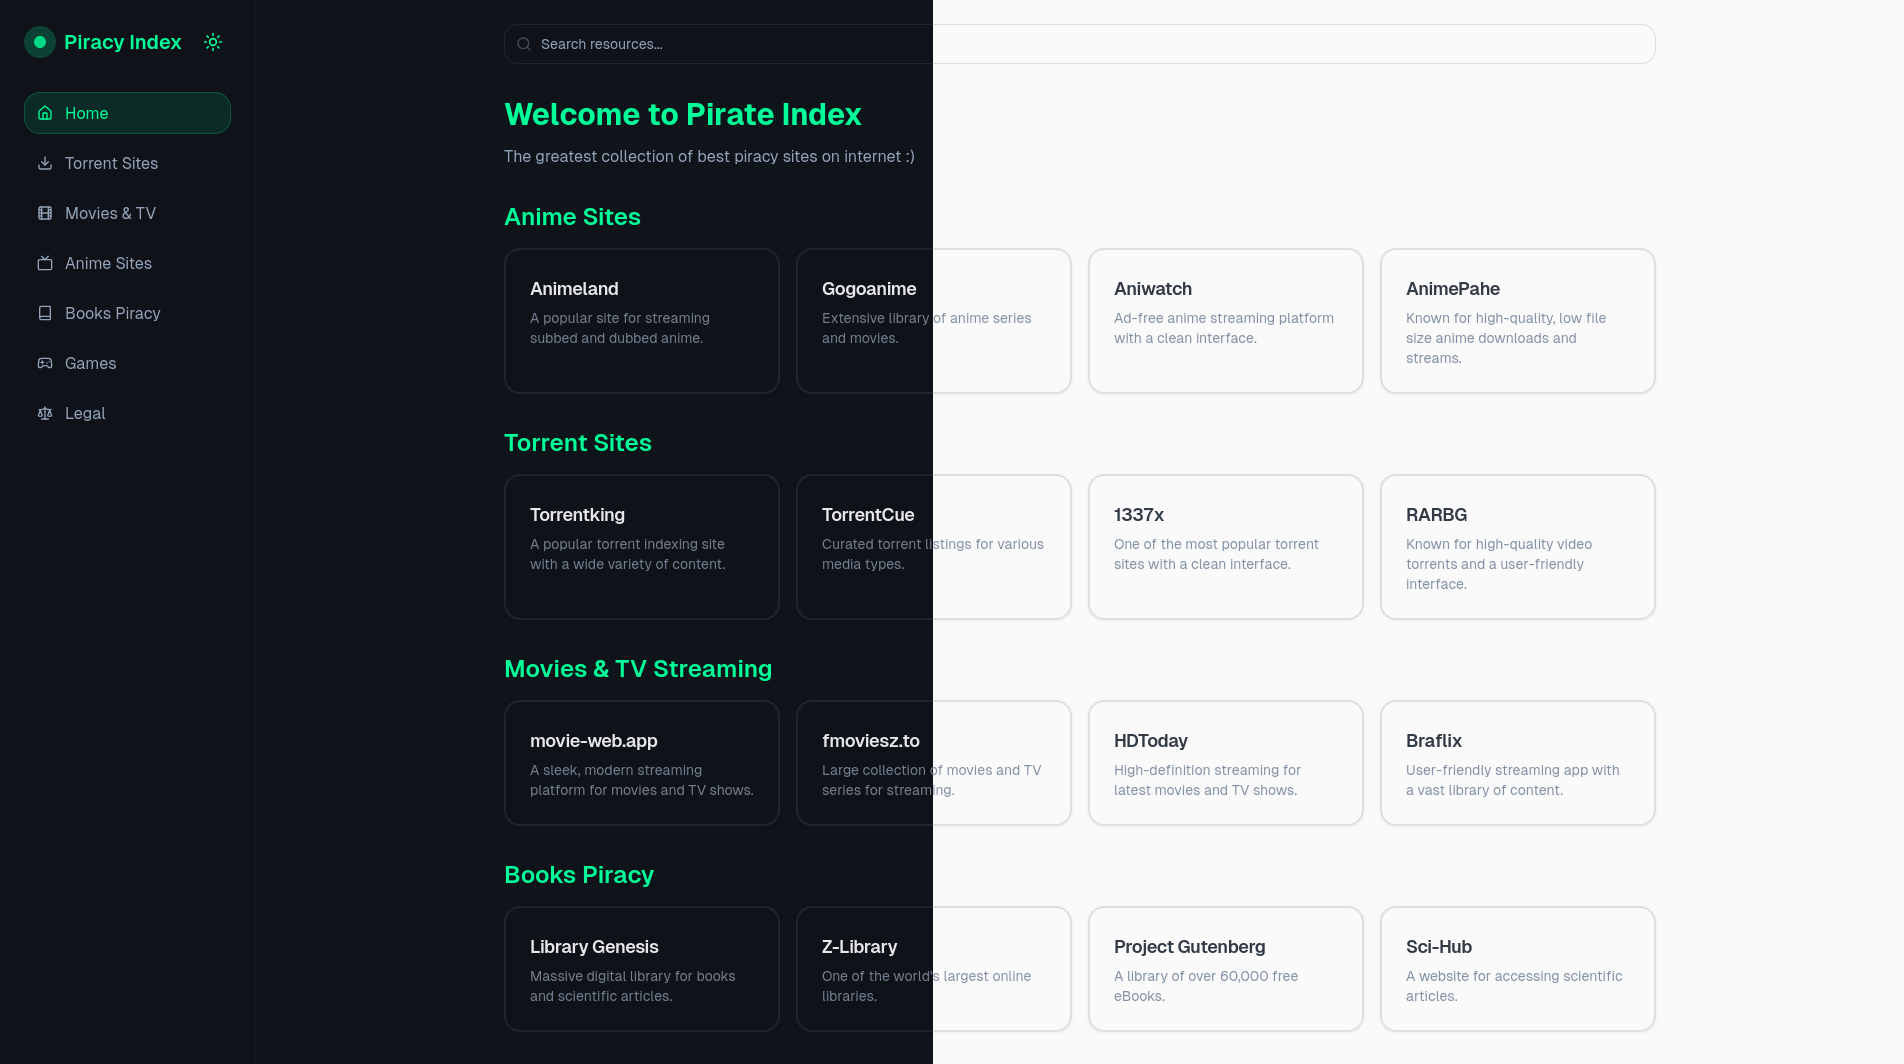 Piracy Index
Home
Torrent Sites
Movies & TV
Anime Sites
Books Piracy
Games
Legal
Search resources...
Welcome to Pirate Index
The greatest collection of best piracy sites on internet :)
Anime Sites
Animeland
A popular site for streaming
subbed and dubbed anime.
Gogoanime
Extensive library of anime series
and movies.
Aniwatch
Ad-free anime streaming platform
with a clean interface.
AnimePahe
Known for high-quality, low file
size anime downloads and
streams.
Torrent Sites
Torrentking
A popular torrent indexing site
with a wide variety of content.
TorrentCue
Curated torrent listings for various
media types.
1337x
One of the most popular torrent
sites with a clean interface.
RARBG
Known for high-quality video
torrents and a user-friendly
interface.
Movies & TV Streaming
movie-web.app
A sleek, modern streaming
platform for movies and TV shows.
fmoviesz.to
Large collection of movies and TV
series for streaming.
HDToday
High-definition streaming for
latest movies and TV shows.
Braflix
User-friendly streaming app with
a vast library of content.
Books Piracy
Library Genesis
Massive digital library for books
and scientific articles.
Z-Library
One of the world's largest online
libraries.
Project Gutenberg
A library of over 60,000 free
eBooks.
Sci-Hub
A website for accessing scientific
articles.